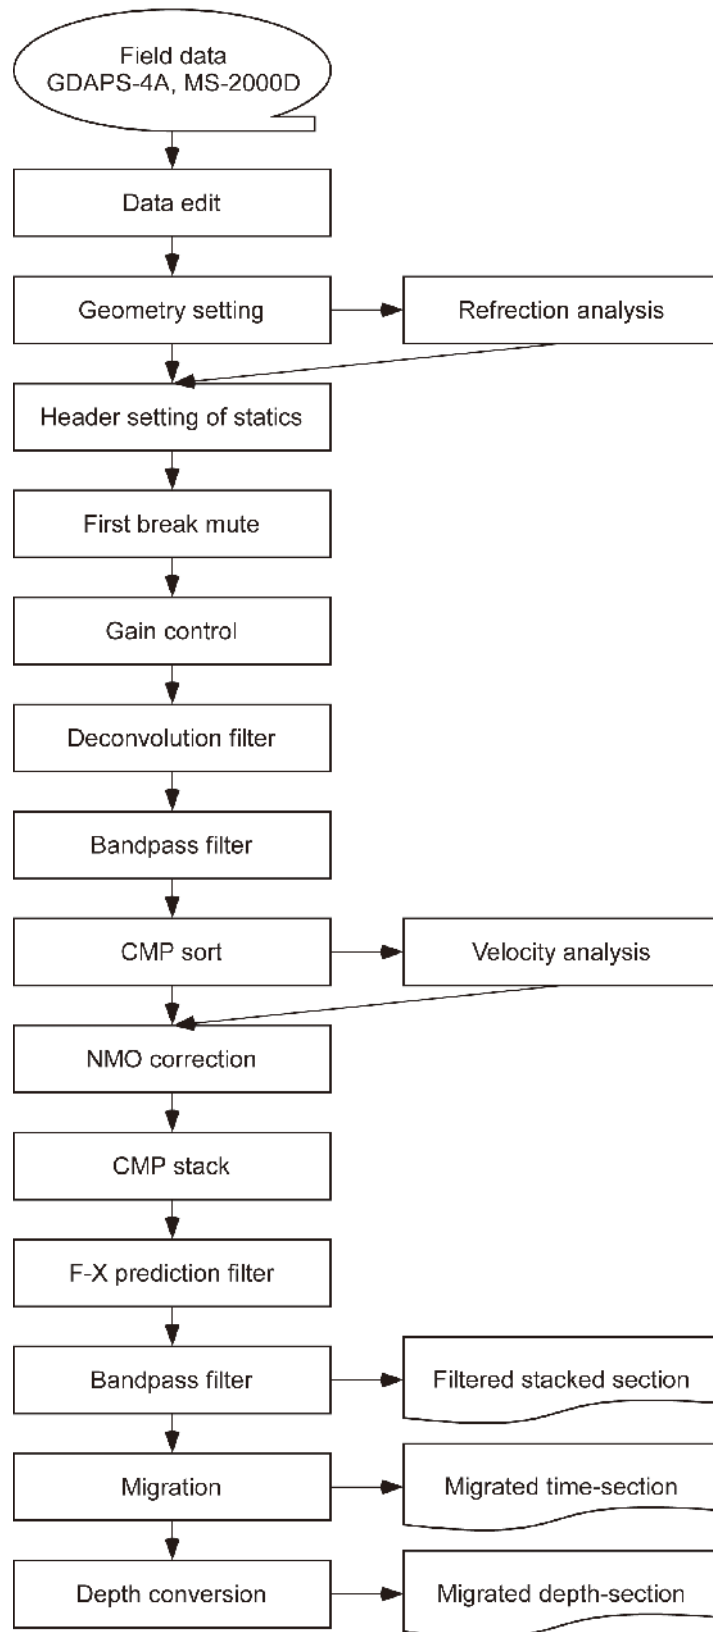 Field data
GDAPS-4A, MS-2000D
Data edit
Geometry setting
Refrection analysis
Header setting of statics
First break mute
Gain control
Deconvolution filter
Bandpass filter
CMP sort
Velocity analysis
NMO correction
CMP stack
F-X prediction filter
Bandpass filter
Filtered stacked section
Migration
Migrated time-section
Depth conversion
Migrated depth-section